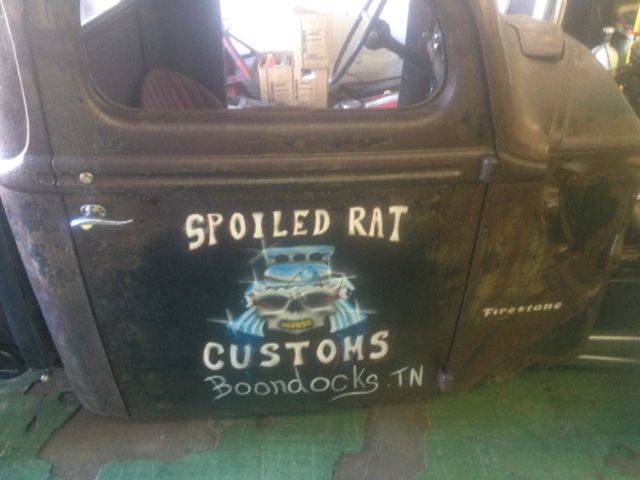 SPOILED RAT
CUSTOMS
Boondocks.TN
Firestone